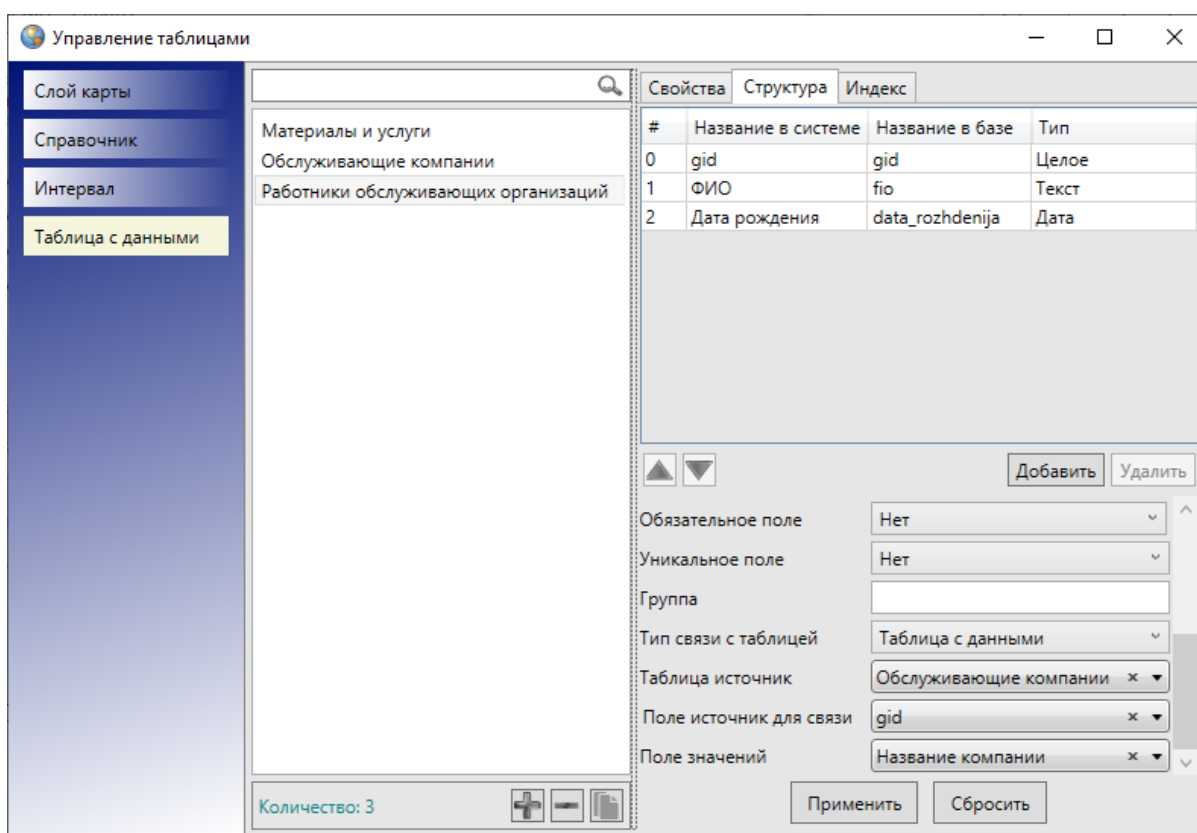 Управление таблицами
Слой карты
Справочник
Интервал
Таблица с данными
Материалы и услуги
Обслуживающие компании
Работники обслуживающих организаций
Количество: 3
Свойства Структура Индекс
# Название в системе Название в базе Тип
0 gid gid Целое
1 ФИО fio Текст
2 Дата рождения data_rozhdenija Дата
Добавить Удалить
Обязательное поле Нет
Уникальное поле Нет
Группа
Тип связи с таблицей Таблица с данными
Таблица источник Обслуживающие компании
Поле источник для связи gid
Поле значений Название компании
Применить Сбросить